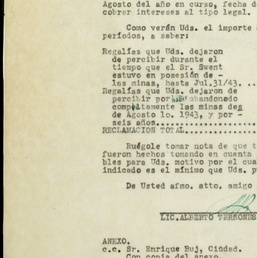 Agosto del año en curso, fecha d
cobrar intereses al tipo legal.
Como verán Uds. el importe
períodos, a saber:
Regalías que Uds. dejaron
de percibir durante el
tiempo que el Sr. Swent
estuvo en posesión de -
las minas, hasta Jul.31/43.
Regalías que Uds. dejaron de
percibir por abandonado
completamente las minas des
de Agosto 1o. 1943, y por -
seis años
RECLAMACION TOTAL
Ruégole tomar nota de que
fueron hechos tomando en cuenta
bles para Uds. motivo por el cua
indicado es el mínimo que Uds. p
De Usted afmo. atto. amigo
LIC. ALBERTO TERRONES
ANEXO.
c.c. Sr. Enrique Buj, Ciudad.
Con copia del anexo.